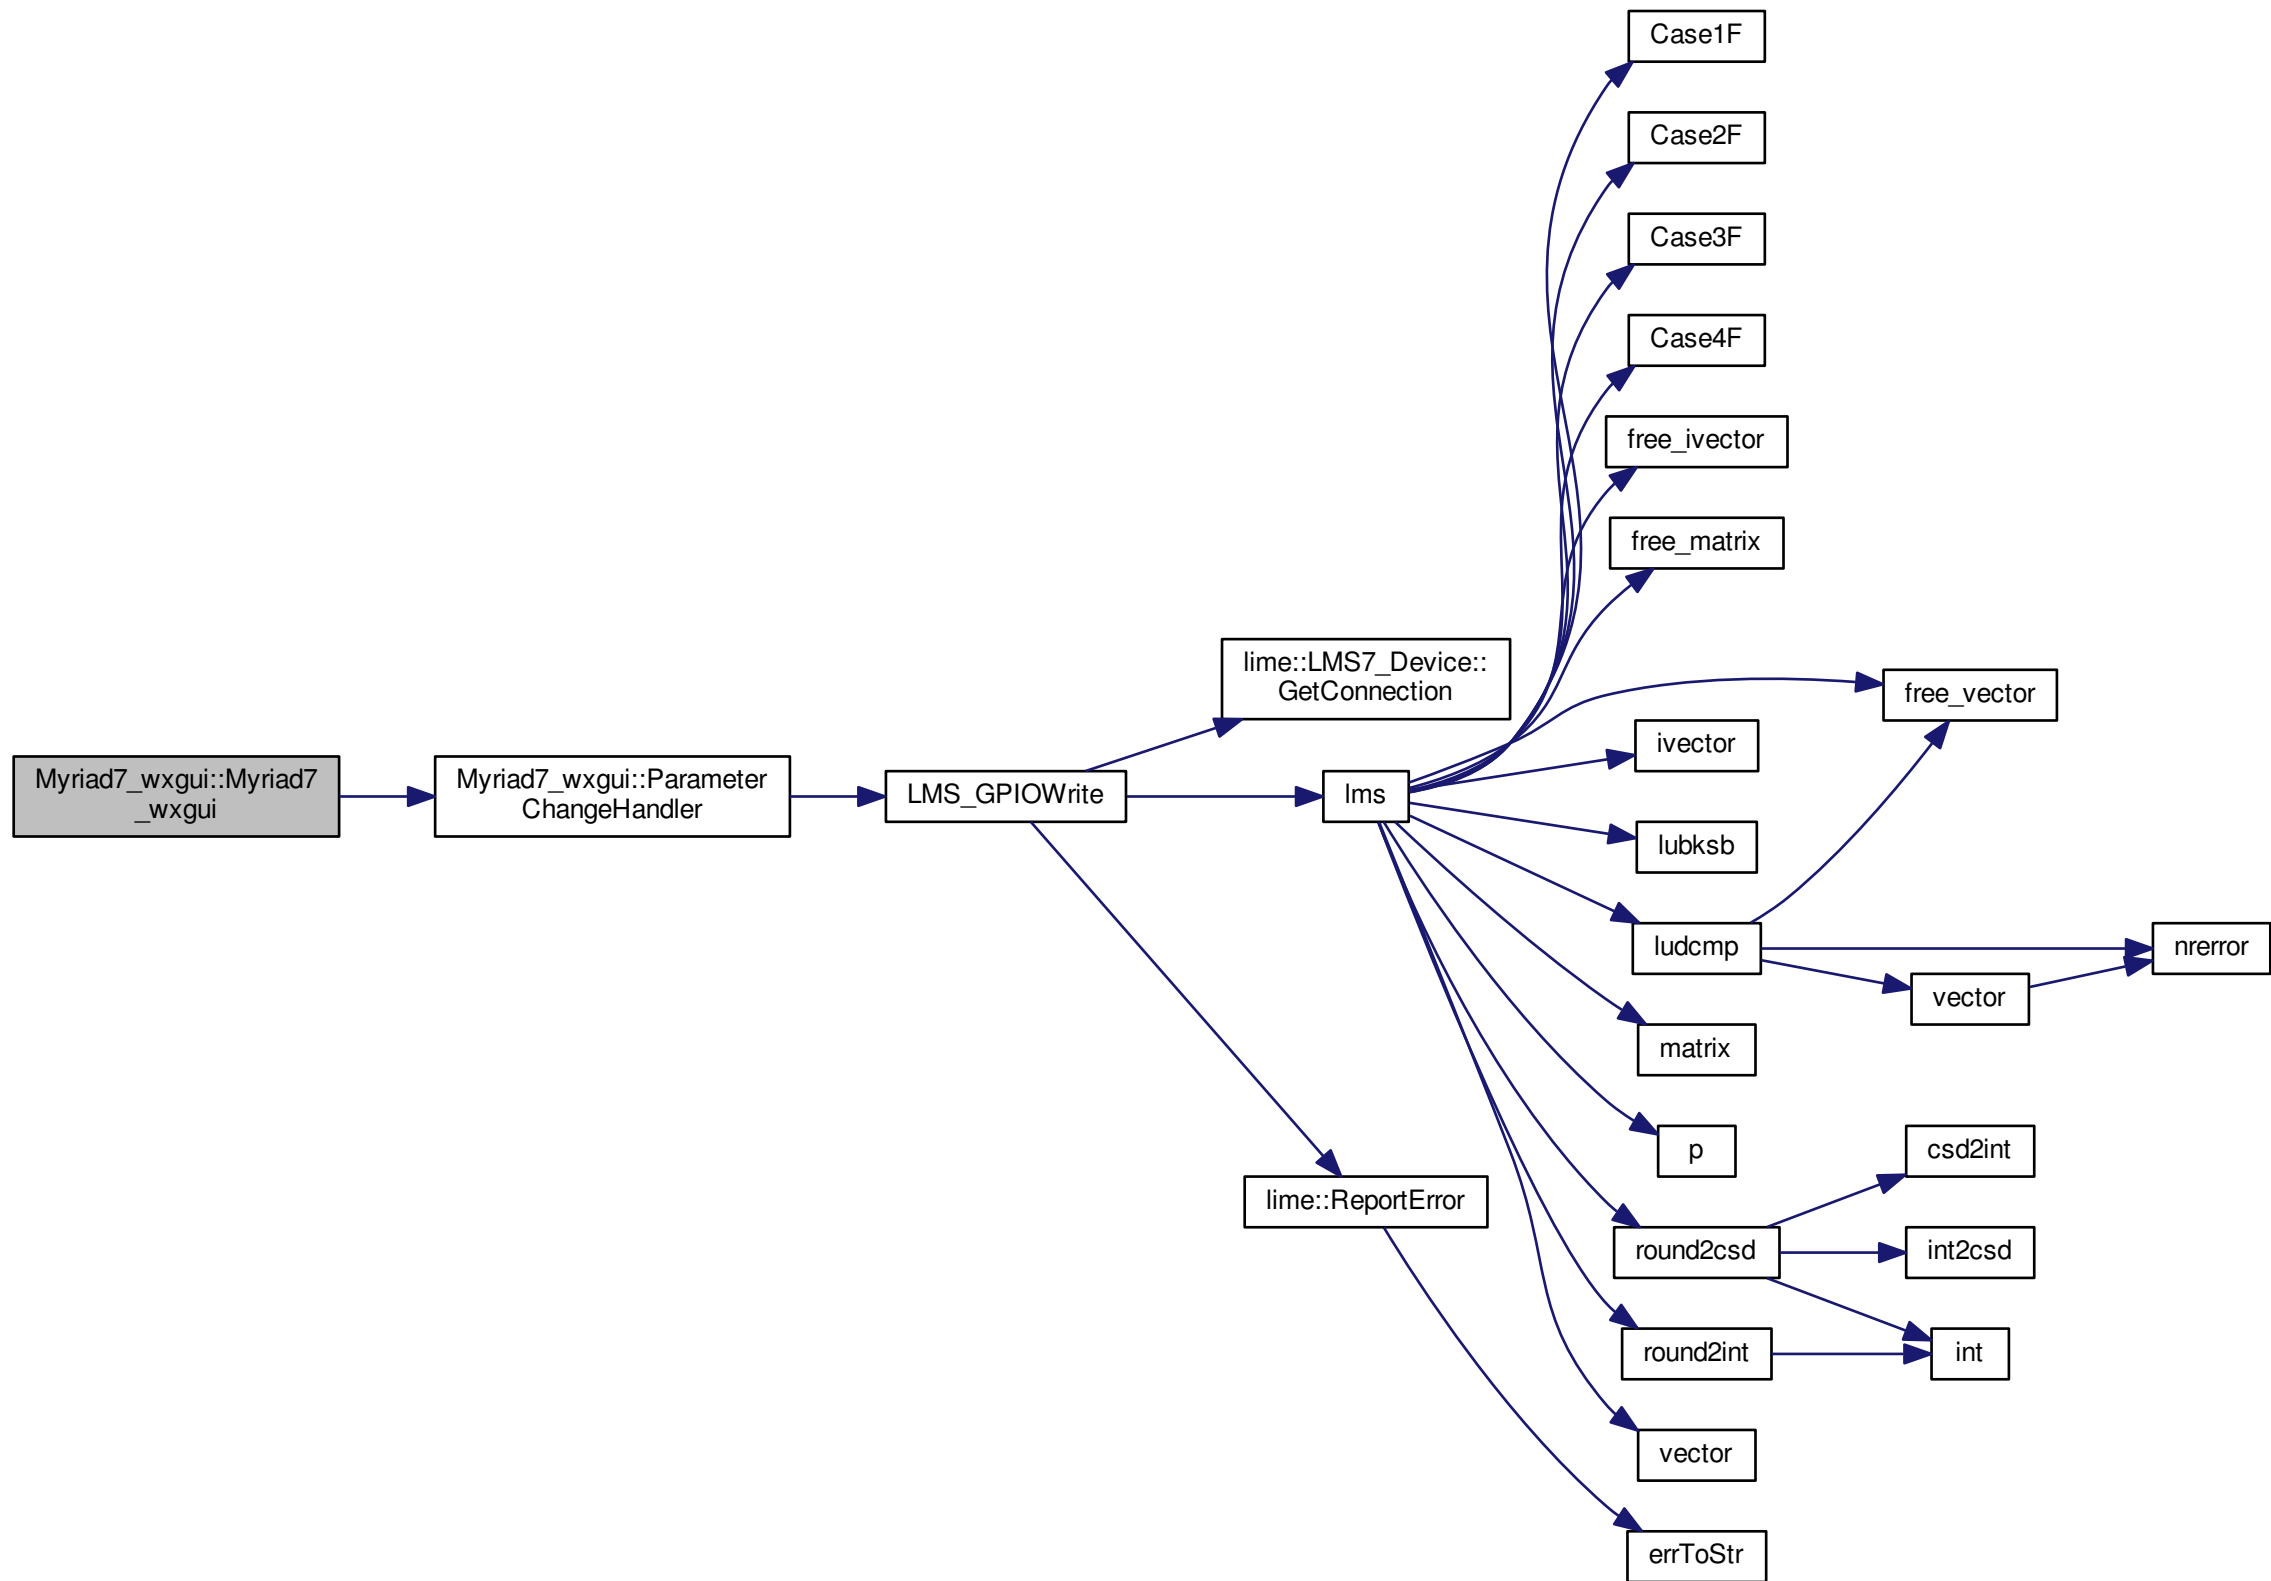 Case1F
Case2F
Case3F
Case4F
free_ivector
free_matrix
lime::LMS7_Device::
GetConnection
free_vector
ivector
Myriad7_wxgui::Myriad7
_wxgui
Myriad7_wxgui::Parameter
ChangeHandler
LMS_GPIOWrite
lms
lubksb
ludcmp
nrerror
vector
matrix
p
csd2int
lime::ReportError
round2csd
int2csd
round2int
int
vector
errToStr